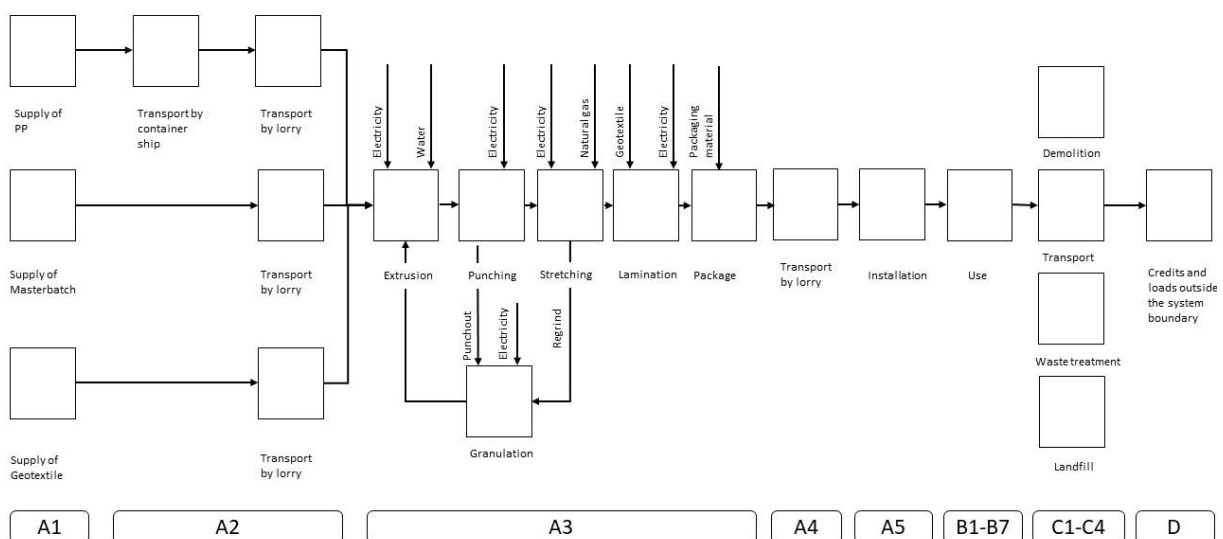 Supply of
PP
Transport by
container
ship
Transport
by lorry
Electricity
Water
Electricity
Electricity
Natural gas
Geotextile
Electricity
Packaging
material
Demolition
Supply of
Masterbatch
Transport
by lorry
Extrusion
Punching
Stretching
Lamination
Package
Transport
by lorry
Installation
Use
Transport
Credits and
loads outside
the system
boundary
Punchout
Electricity
Regrind
Waste treatment
Supply of
Geotextile
Transport
by lorry
Granulation
Landfill
A1
A2
A3
A4
A5
B1-B7
C1-C4
D